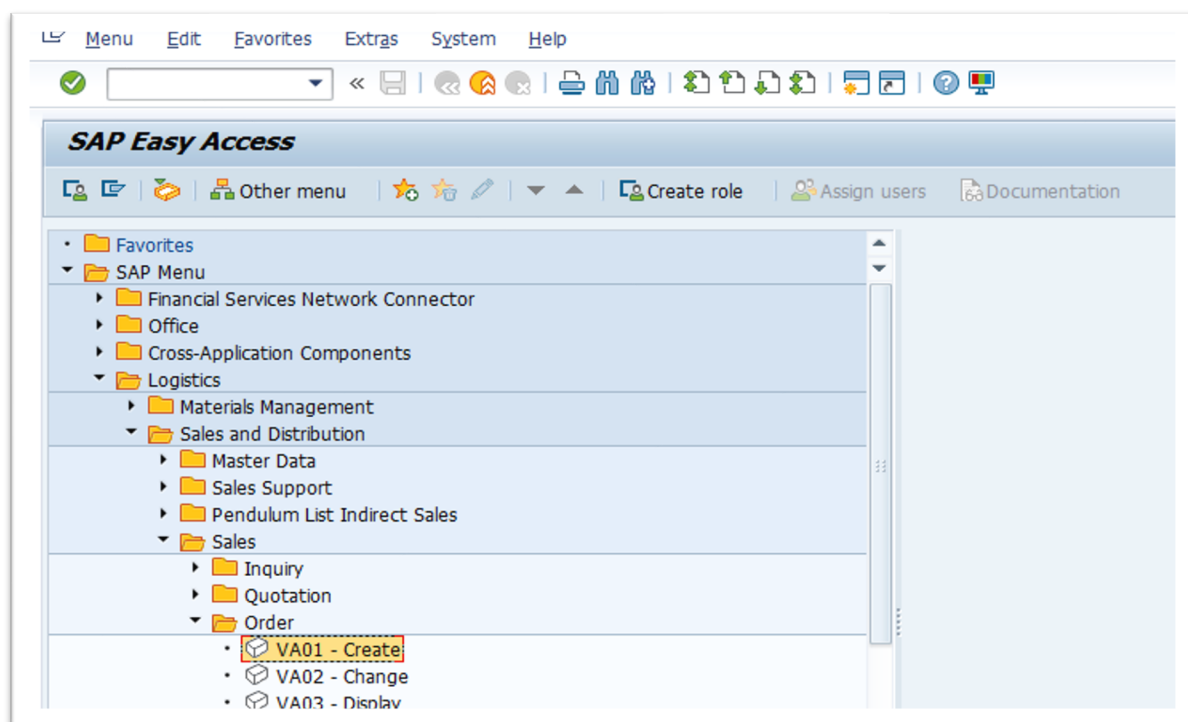 Menu Edit Favorites Extras System Help
SAP Easy Access
Other menu Create role Assign users Documentation
Favorites
SAP Menu
Financial Services Network Connector
Office
Cross-Application Components
Logistics
Materials Management
Sales and Distribution
Master Data
Sales Support
Pendulum List Indirect Sales
Sales
Inquiry
Quotation
Order
VA01 - Create
VA02 - Change
VA03 - Display